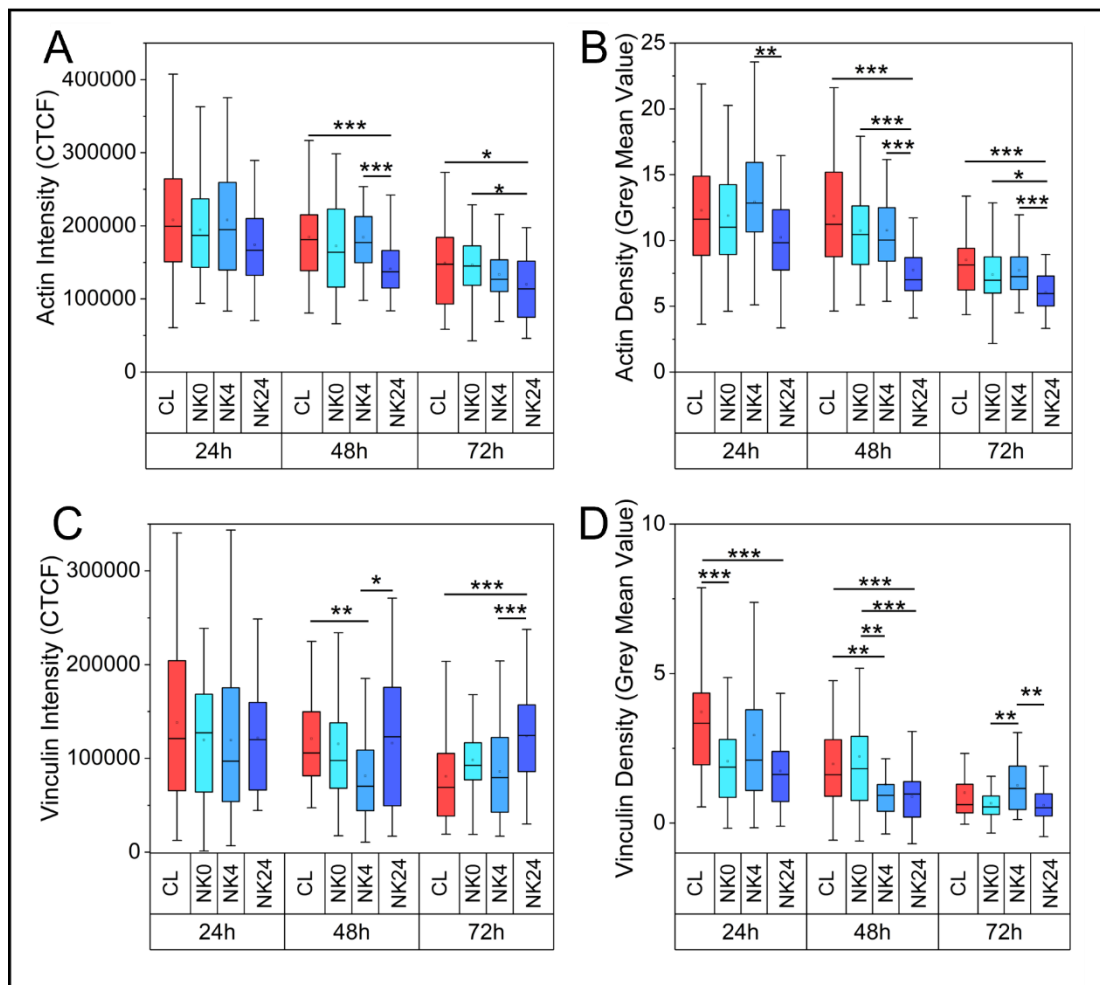 A
Actin Intensity (CTCF)
400000
300000
200000
100000
0
***
***
*
*
CL NK0 NK4 NK24 CL NK0 NK4 NK24 CL NK0 NK4 NK24
24h 48h 72h
B
Actin Density (Grey Mean Value)
25
20
15
10
5
0
**
***
***
***
***
*
***
CL NK0 NK4 NK24 CL NK0 NK4 NK24 CL NK0 NK4 NK24
24h 48h 72h
C
Vinculin Intensity (CTCF)
300000
200000
100000
0
**
*
***
***
CL NK0 NK4 NK24 CL NK0 NK4 NK24 CL NK0 NK4 NK24
24h 48h 72h
D
Vinculin Density (Grey Mean Value)
10
5
0
***
***
***
***
**
**
**
**
CL NK0 NK4 NK24 CL NK0 NK4 NK24 CL NK0 NK4 NK24
24h 48h 72h